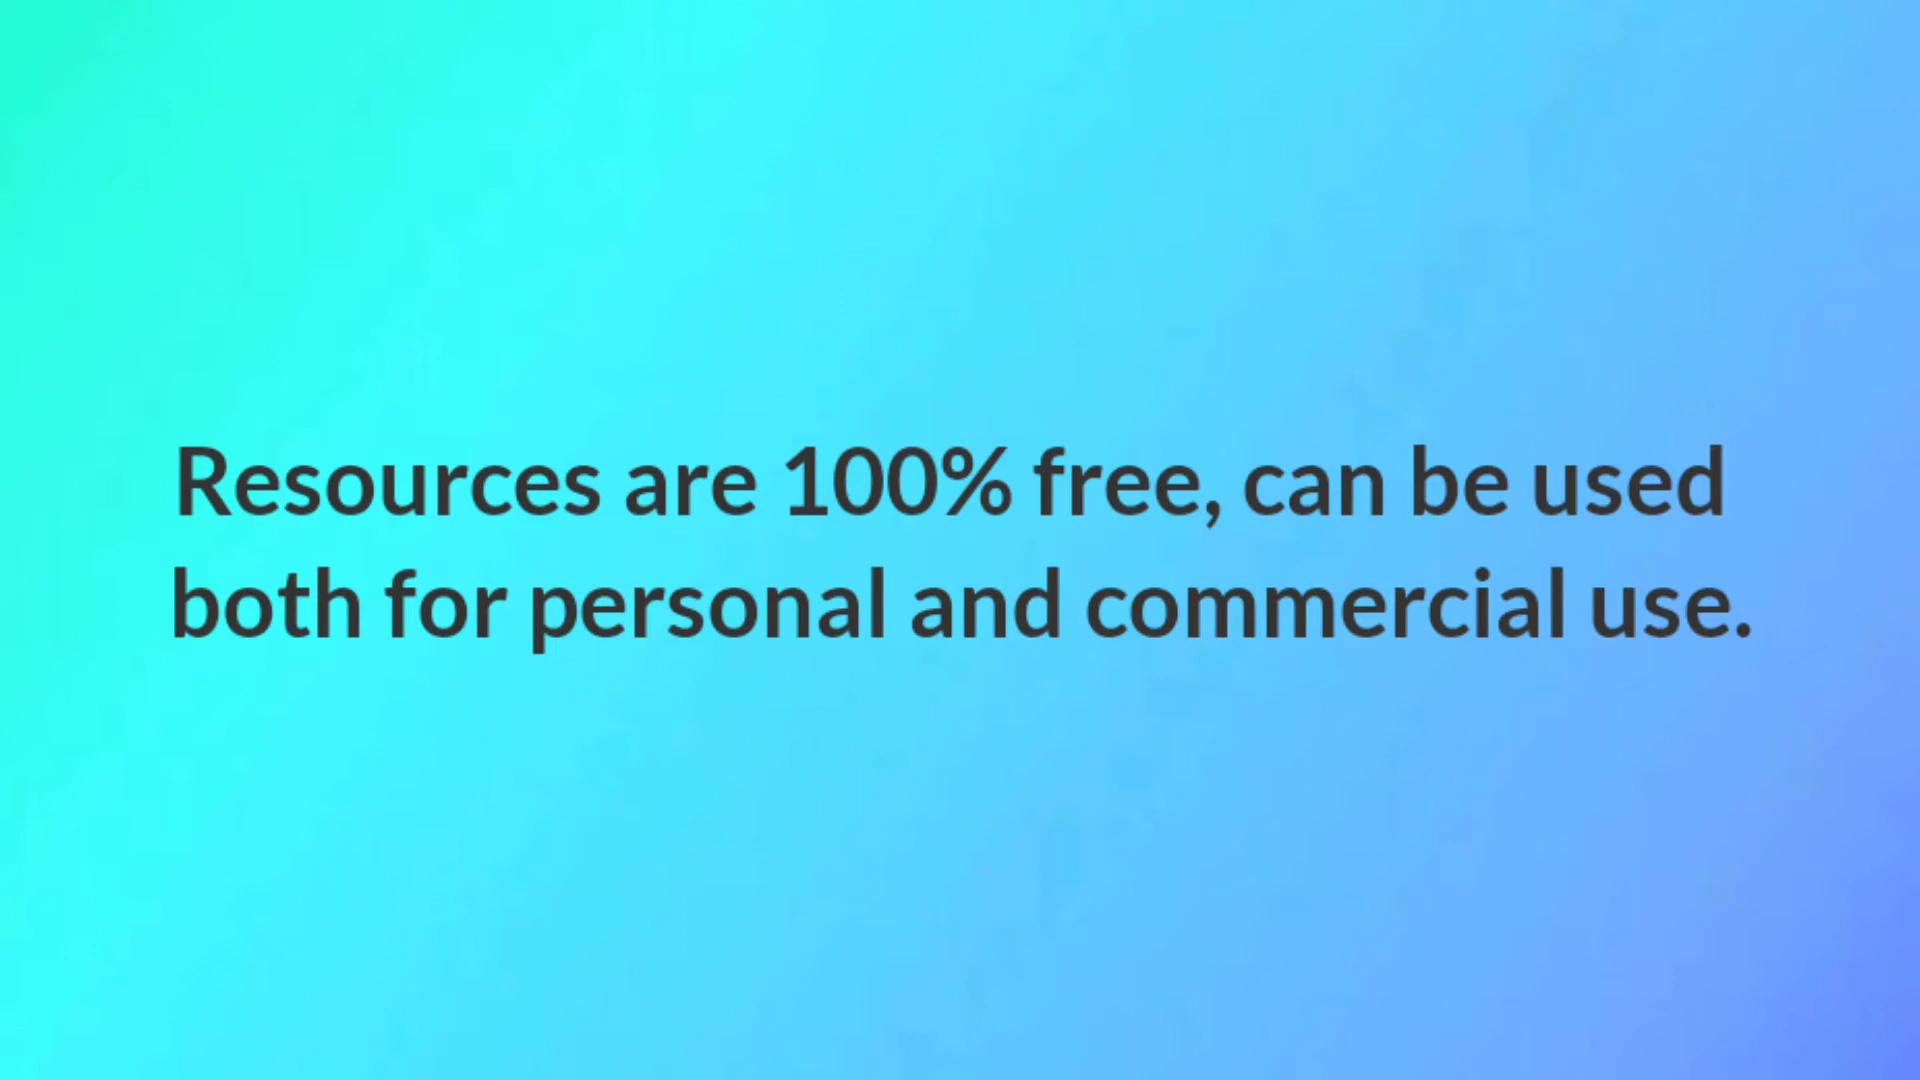 Resources are 100% free, can be used
both for personal and commercial use.